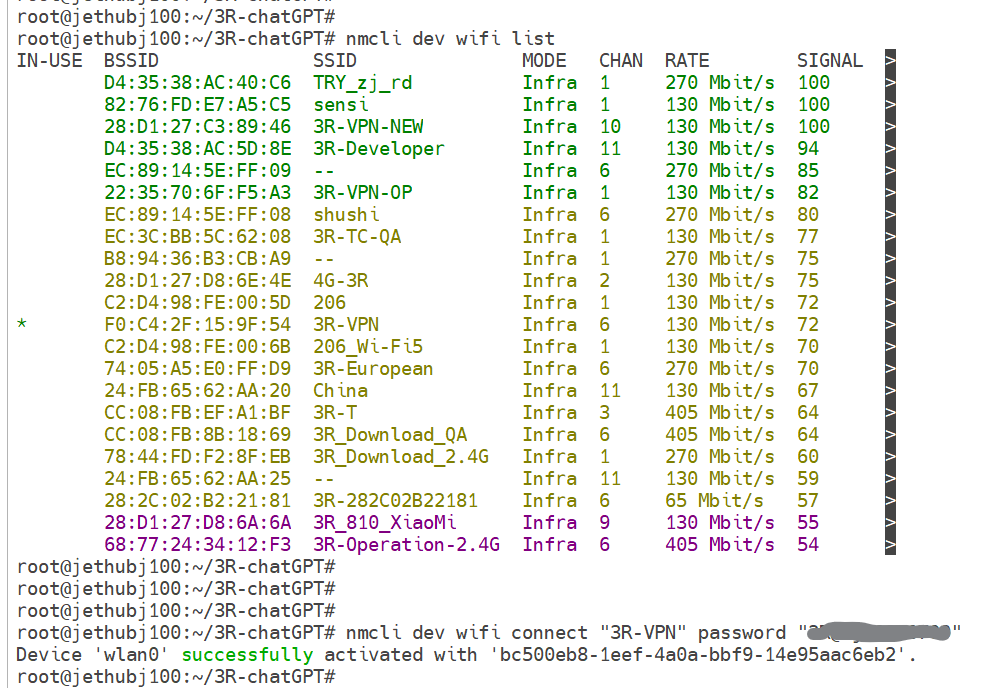 root@jethubj100:~/3R-chatGPT#
root@jethubj100:~/3R-chatGPT# nmcli dev wifi list
IN-USE  BSSID              SSID               MODE   CHAN  RATE        SIGNAL  >
        D4:35:38:AC:40:C6  TRY_zj_rd          Infra  1     270 Mbit/s  100     >
        82:76:FD:E7:A5:C5  sensi              Infra  1     130 Mbit/s  100     >
        28:D1:27:C3:89:46  3R-VPN-NEW         Infra  10    130 Mbit/s  100     >
        D4:35:38:AC:5D:8E  3R-Developer       Infra  11    130 Mbit/s  94      >
        EC:89:14:5E:FF:09  --                 Infra  6     270 Mbit/s  85      >
        22:35:70:6F:F5:A3  3R-VPN-OP          Infra  1     130 Mbit/s  82      >
        EC:89:14:5E:FF:08  shushi             Infra  6     270 Mbit/s  80      >
        EC:3C:BB:5C:62:08  3R-TC-QA           Infra  1     130 Mbit/s  77      >
        B8:94:36:B3:CB:A9  --                 Infra  1     270 Mbit/s  75      >
        28:D1:27:D8:6E:4E  4G-3R              Infra  2     130 Mbit/s  75      >
        C2:D4:98:FE:00:5D  206                Infra  1     130 Mbit/s  72      >
*       F0:C4:2F:15:9F:54  3R-VPN             Infra  6     130 Mbit/s  72      >
        C2:D4:98:FE:00:6B  206_Wi-Fi5         Infra  1     130 Mbit/s  70      >
        74:05:A5:E0:FF:D9  3R-European        Infra  6     270 Mbit/s  70      >
        24:FB:65:62:AA:20  China              Infra  11    130 Mbit/s  67      >
        CC:08:FB:EF:A1:BF  3R-T               Infra  3     405 Mbit/s  64      >
        CC:08:FB:8B:18:69  3R_Download_QA     Infra  6     405 Mbit/s  64      >
        78:44:FD:F2:8F:EB  3R_Download_2.4G   Infra  1     270 Mbit/s  60      >
        24:FB:65:62:AA:25  --                 Infra  11    130 Mbit/s  59      >
        28:2C:02:B2:21:81  3R-282C02B22181    Infra  6     65 Mbit/s   57      >
        28:D1:27:D8:6A:6A  3R_810_XiaoMi      Infra  9     130 Mbit/s  55      >
        68:77:24:34:12:F3  3R-Operation-2.4G  Infra  6     405 Mbit/s  54      >
root@jethubj100:~/3R-chatGPT#
root@jethubj100:~/3R-chatGPT#
root@jethubj100:~/3R-chatGPT#
root@jethubj100:~/3R-chatGPT# nmcli dev wifi connect "3R-VPN" password " "
Device 'wlan0' successfully activated with 'bc500eb8-1eef-4a0a-bbf9-14e95aac6eb2'.
root@jethubj100:~/3R-chatGPT#